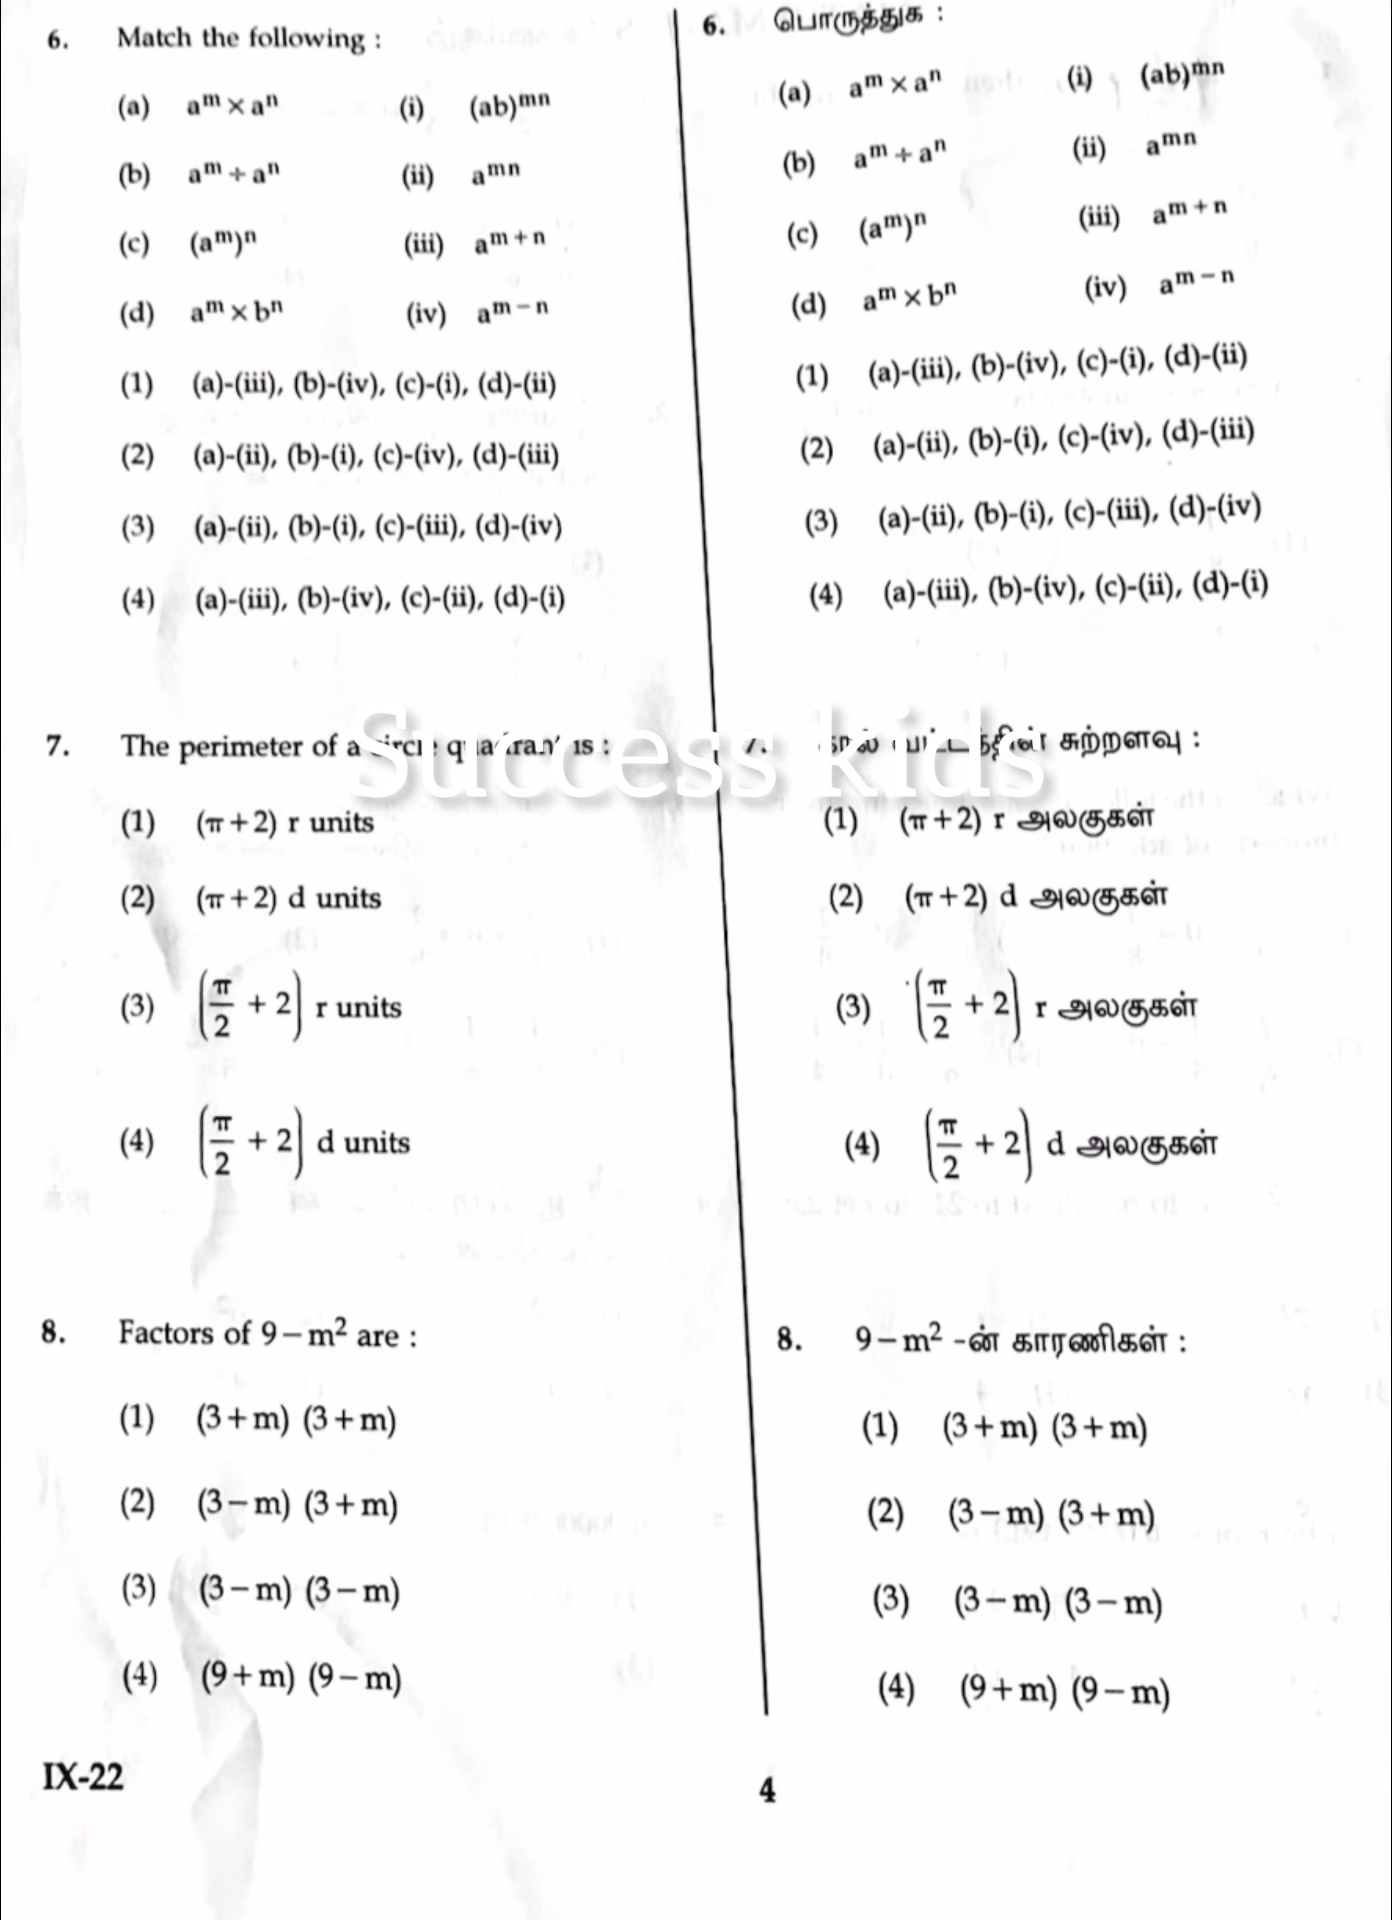 6. Match the following :
(a) a^m × a^n (i) (ab)^mn
(b) a^m ÷ a^n (ii) a^mn
(c) (a^m)^n (iii) a^m + n
(d) a^m × b^n (iv) a^m − n
(1) (a)-(iii), (b)-(iv), (c)-(i), (d)-(ii)
(2) (a)-(ii), (b)-(i), (c)-(iv), (d)-(iii)
(3) (a)-(ii), (b)-(i), (c)-(iii), (d)-(iv)
(4) (a)-(iii), (b)-(iv), (c)-(ii), (d)-(i)
7. The perimeter of a circle quadrant is :
(1) (π + 2) r units
(2) (π + 2) d units
(3) (π/2 + 2) r units
(4) (π/2 + 2) d units
8. Factors of 9 − m² are :
(1) (3 + m) (3 + m)
(2) (3 − m) (3 + m)
(3) (3 − m) (3 − m)
(4) (9 + m) (9 − m)
6. பொருத்துக :
(a) a^m × a^n (i) (ab)^mn
(b) a^m ÷ a^n (ii) a^mn
(c) (a^m)^n (iii) a^m + n
(d) a^m × b^n (iv) a^m − n
(1) (a)-(iii), (b)-(iv), (c)-(i), (d)-(ii)
(2) (a)-(ii), (b)-(i), (c)-(iv), (d)-(iii)
(3) (a)-(ii), (b)-(i), (c)-(iii), (d)-(iv)
(4) (a)-(iii), (b)-(iv), (c)-(ii), (d)-(i)
7. கால் வட்டத்தின் சுற்றளவு :
(1) (π + 2) r அலகுகள்
(2) (π + 2) d அலகுகள்
(3) (π/2 + 2) r அலகுகள்
(4) (π/2 + 2) d அலகுகள்
8. 9 − m² -ன் காரணிகள் :
(1) (3 + m) (3 + m)
(2) (3 − m) (3 + m)
(3) (3 − m) (3 − m)
(4) (9 + m) (9 − m)
Success kids
IX-22
4